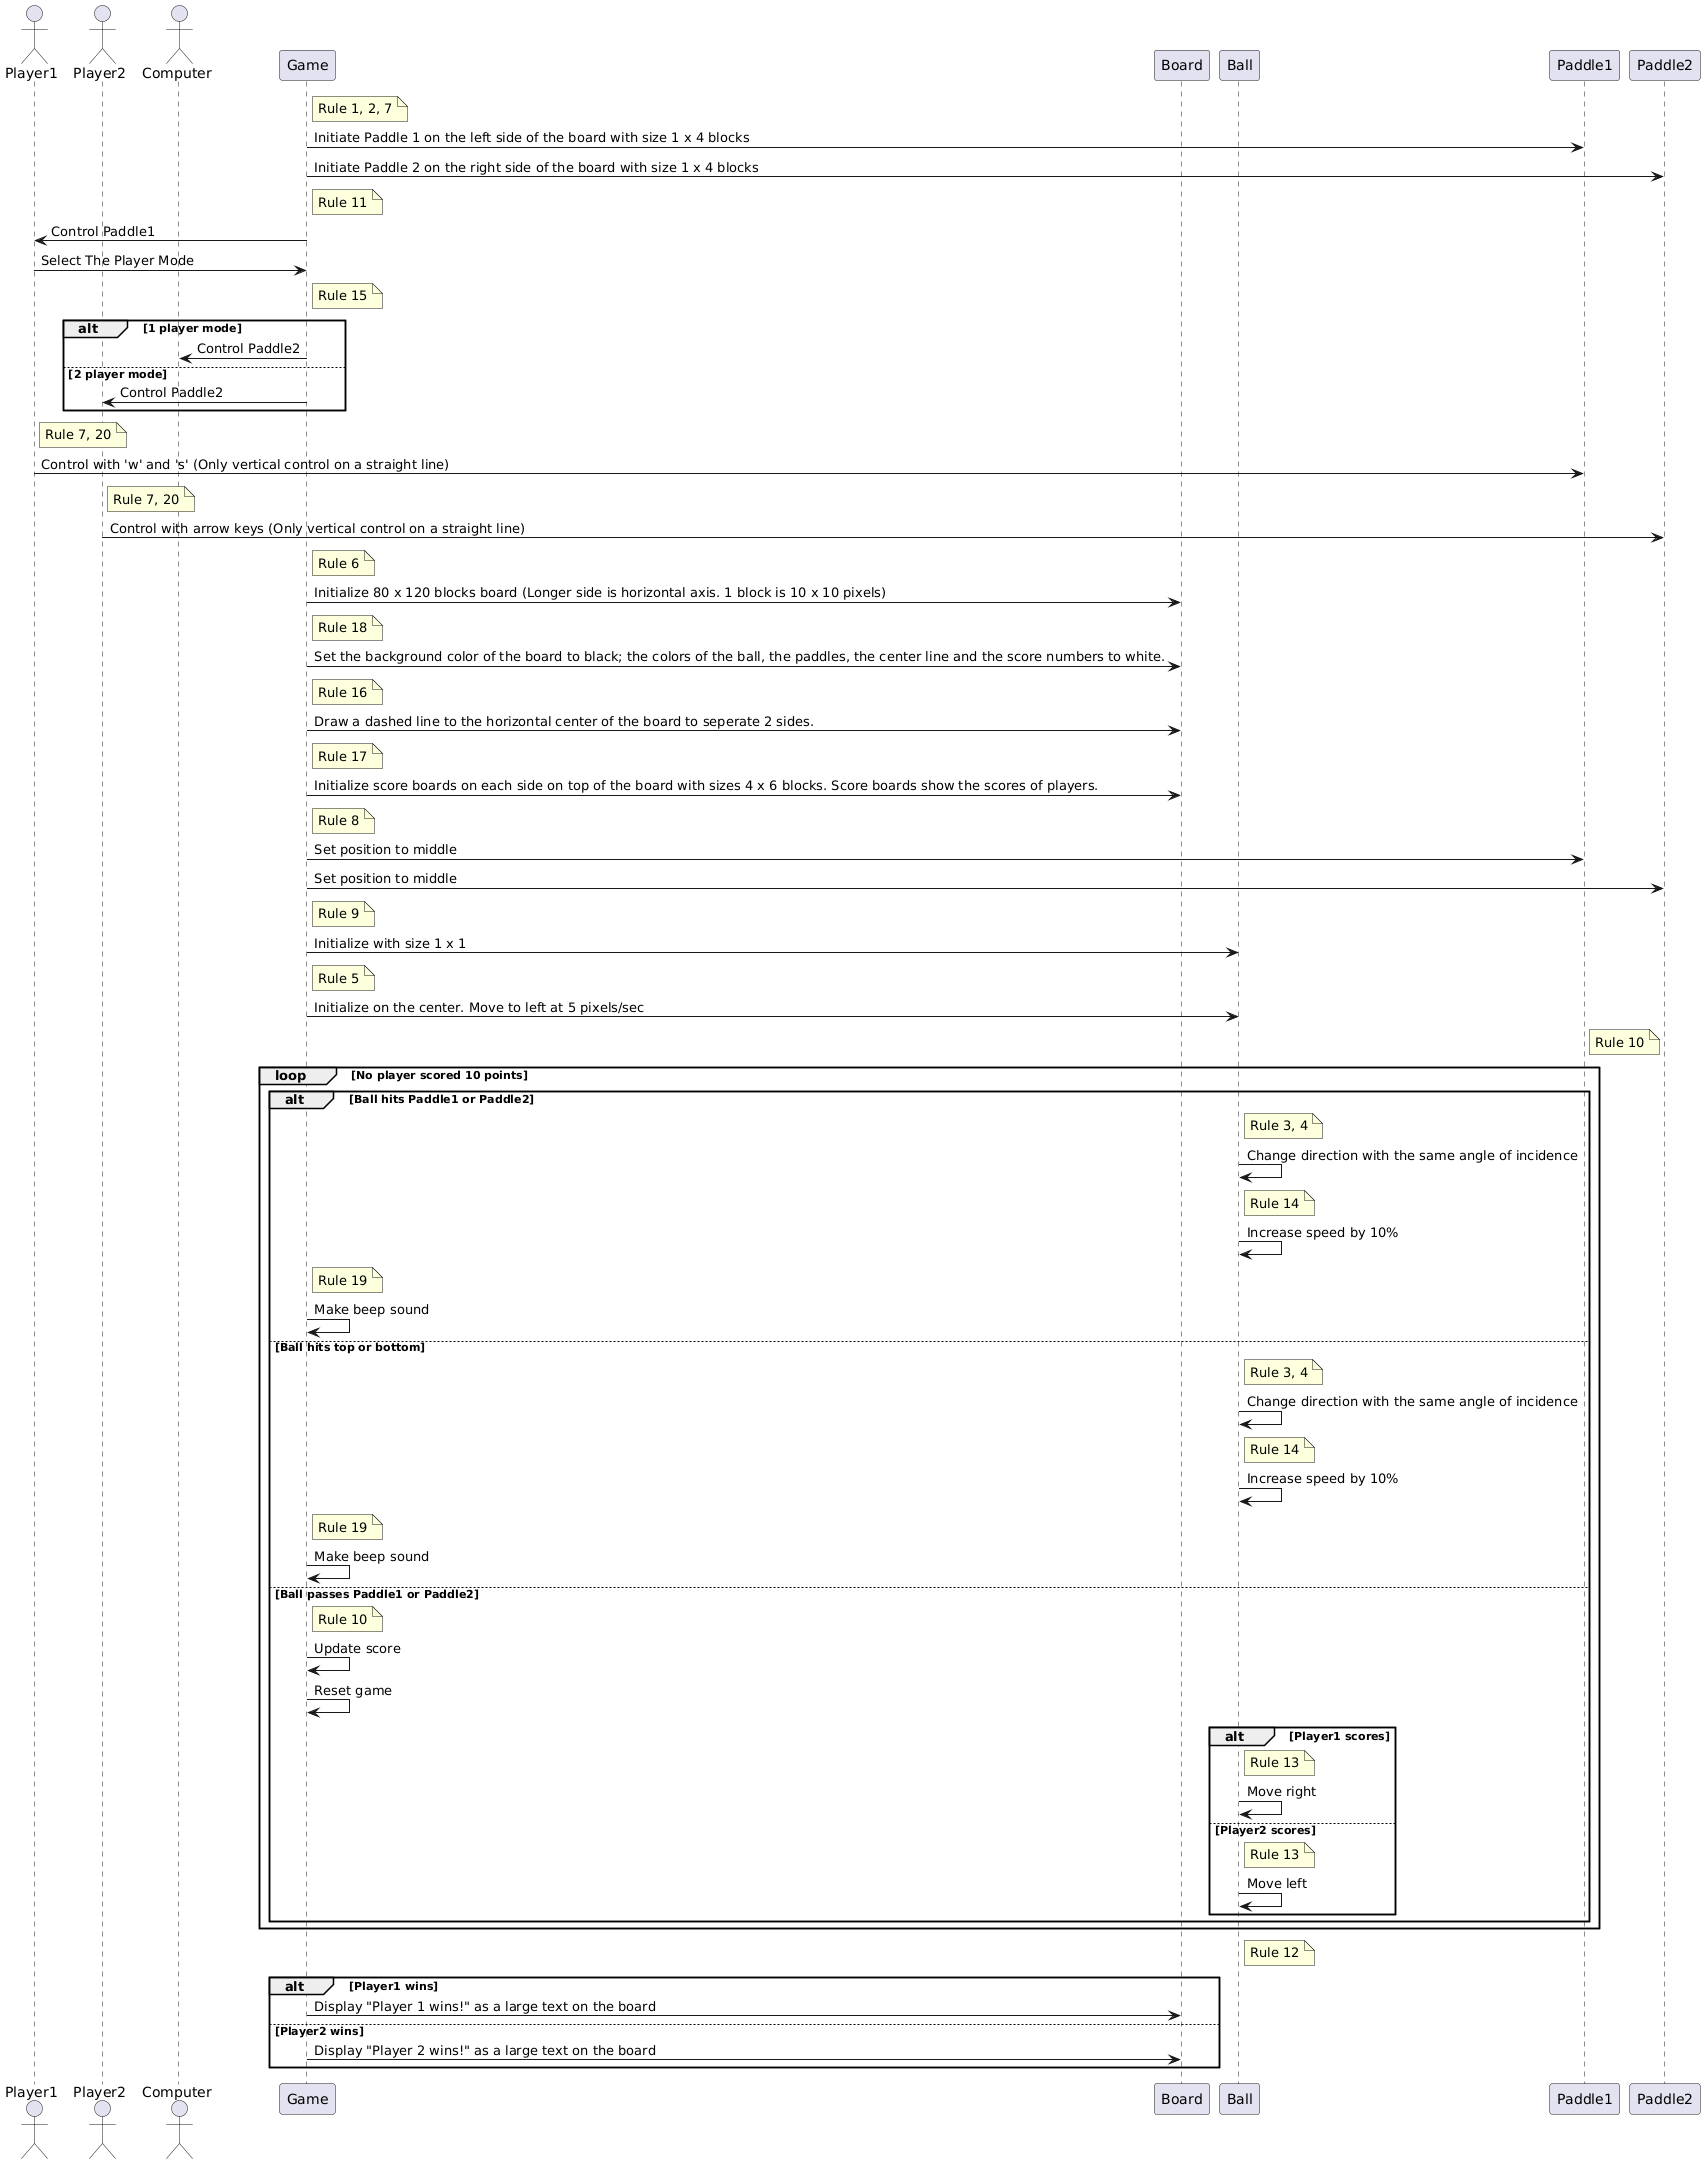 Player1 Player2 Computer Game Board Ball Paddle1 Paddle2
Rule 1, 2, 7
Initiate Paddle 1 on the left side of the board with size 1 x 4 blocks
Initiate Paddle 2 on the right side of the board with size 1 x 4 blocks
Rule 11
Control Paddle1
Select The Player Mode
Rule 15
alt [1 player mode]
Control Paddle2
[2 player mode]
Control Paddle2
Rule 7, 20
Control with 'w' and 's' (Only vertical control on a straight line)
Rule 7, 20
Control with arrow keys (Only vertical control on a straight line)
Rule 6
Initialize 80 x 120 blocks board (Longer side is horizontal axis. 1 block is 10 x 10 pixels)
Rule 18
Set the background color of the board to black; the colors of the ball, the paddles, the center line and the score numbers to white.
Rule 16
Draw a dashed line to the horizontal center of the board to seperate 2 sides.
Rule 17
Initialize score boards on each side on top of the board with sizes 4 x 6 blocks. Score boards show the scores of players.
Rule 8
Set position to middle
Set position to middle
Rule 9
Initialize with size 1 x 1
Rule 5
Initialize on the center. Move to left at 5 pixels/sec
Rule 10
loop [No player scored 10 points]
alt [Ball hits Paddle1 or Paddle2]
Rule 3, 4
Change direction with the same angle of incidence
Rule 14
Increase speed by 10%
Rule 19
Make beep sound
[Ball hits top or bottom]
Rule 3, 4
Change direction with the same angle of incidence
Rule 14
Increase speed by 10%
Rule 19
Make beep sound
[Ball passes Paddle1 or Paddle2]
Rule 10
Update score
Reset game
alt [Player1 scores]
Rule 13
Move right
[Player2 scores]
Rule 13
Move left
Rule 12
alt [Player1 wins]
Display "Player 1 wins!" as a large text on the board
[Player2 wins]
Display "Player 2 wins!" as a large text on the board
Player1 Player2 Computer Game Board Ball Paddle1 Paddle2